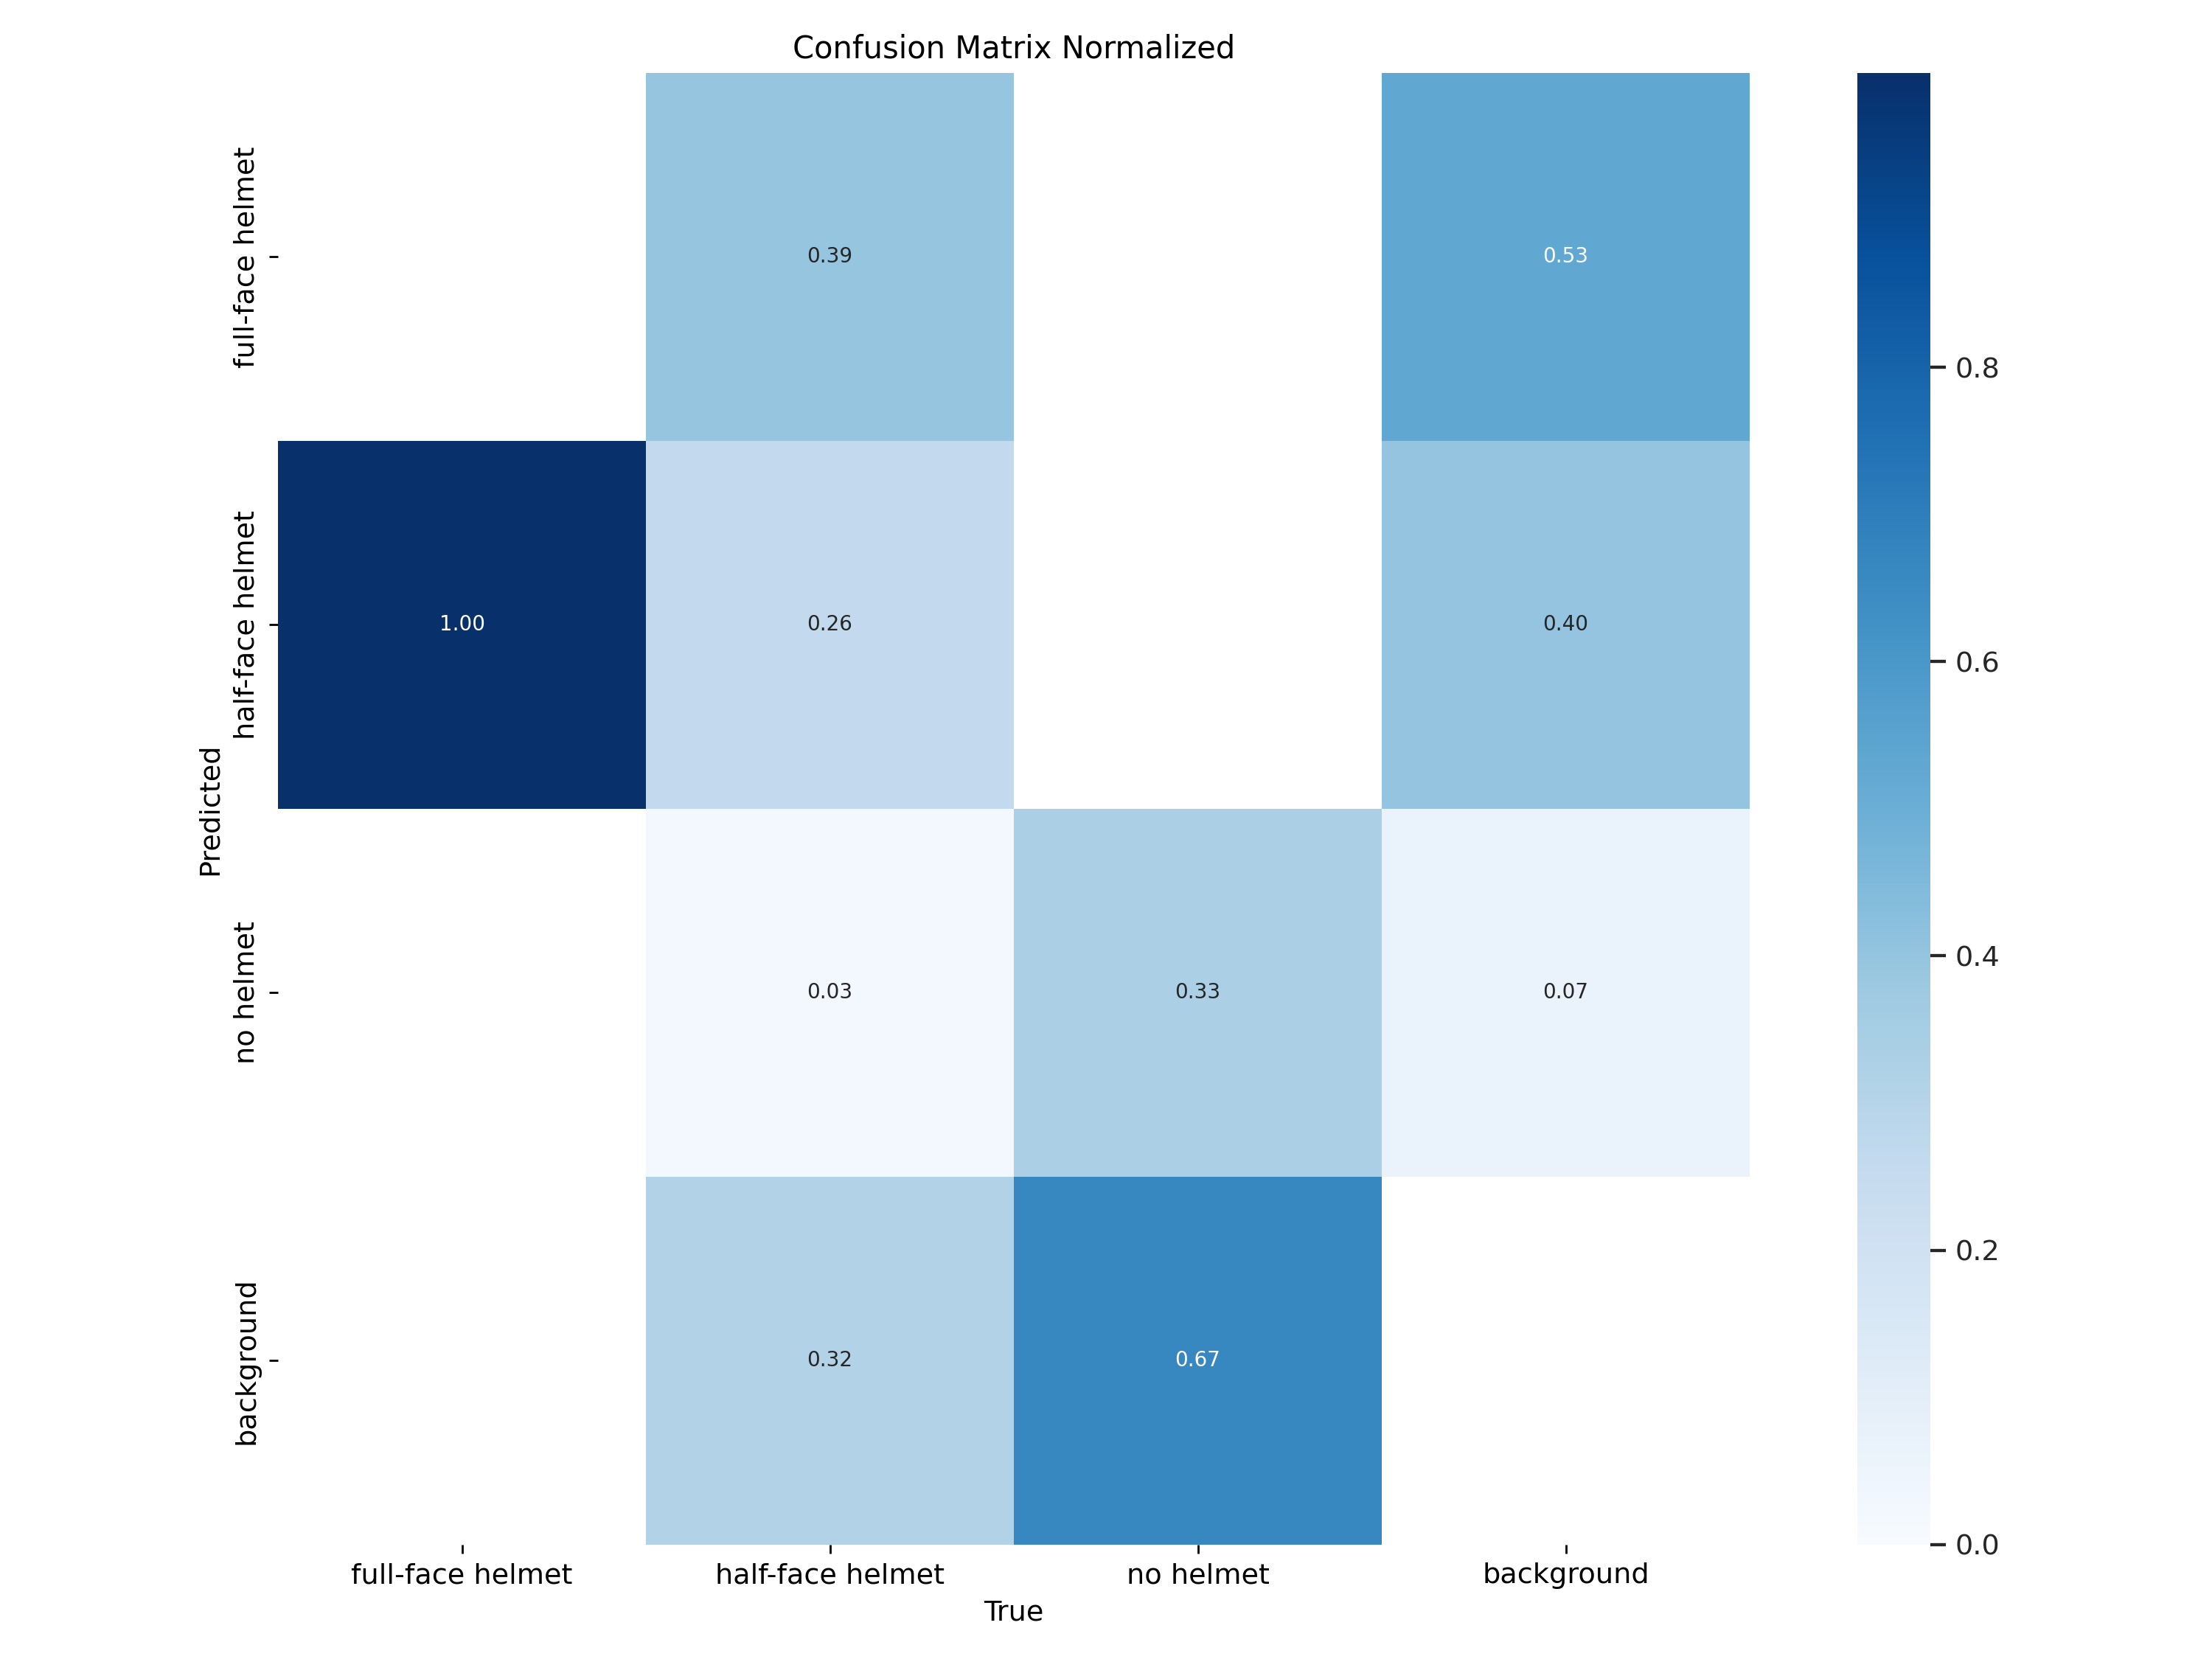 Confusion Matrix Normalized
Predicted
full-face helmet
half-face helmet
no helmet
background
0.39
0.53
1.00
0.26
0.40
0.03
0.33
0.07
0.32
0.67
full-face helmet
half-face helmet
no helmet
background
True
0.8
0.6
0.4
0.2
0.0